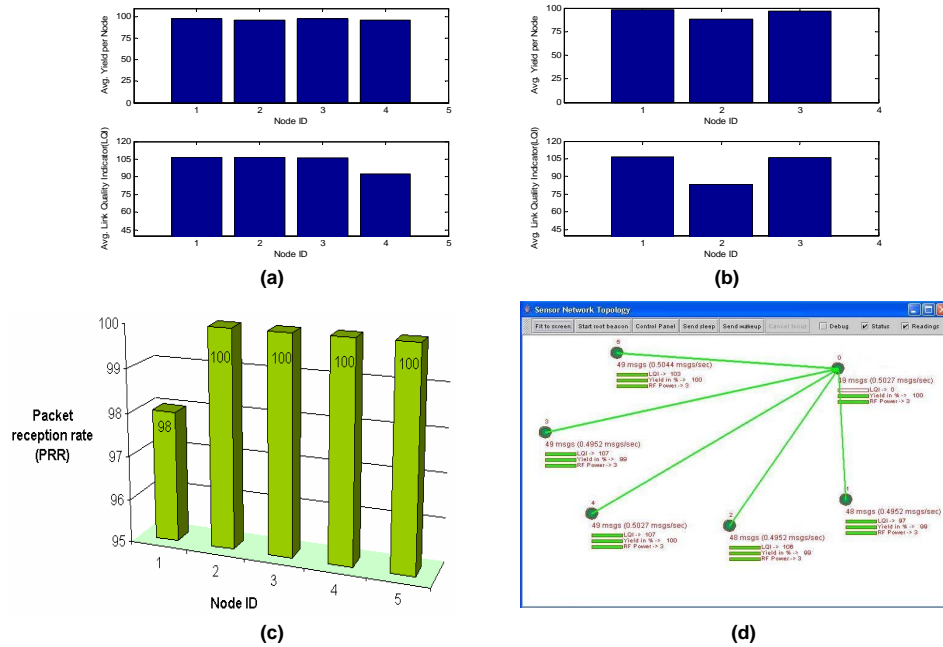 100
75
50
25
0
Avg. Yield per Node
1 2 3 4 5
Node ID
120
105
90
75
60
45
Avg. Link Quality Indicator(LQI)
1 2 3 4 5
Node ID
(a)
100
75
50
25
0
Avg. Yield per Node
1 2 3 4
Node ID
120
105
90
75
60
45
Avg. Link Quality Indicator(LQI)
1 2 3 4
Node ID
(b)
100
99
98
97
96
95
Packet
reception rate
(PRR)
98
100
100
100
100
1 2 3 4 5
Node ID
(c)
Sensor Network Topology
Fit to screen Start root beacon Control Panel Send sleep Send wakeup Cancel focus Debug Status Readings
49 msgs (0.5044 msgs/sec)
LQI -> 103
Yield in % -> 100
RF Power -> 3
0
(0.5027 msgs/sec)
LQI -> 0
Yield in % -> 100
RF Power -> 3
3
49 msgs (0.4952 msgs/sec)
LQI -> 107
Yield in % -> 99
RF Power -> 3
4
49 msgs (0.5027 msgs/sec)
LQI -> 107
Yield in % -> 100
RF Power -> 3
2
48 msgs (0.4952 msgs/sec)
LQI -> 106
Yield in % -> 99
RF Power -> 3
1
48 msgs (0.4952 msgs/sec)
LQI -> 97
Yield in % -> 99
RF Power -> 3
(d)